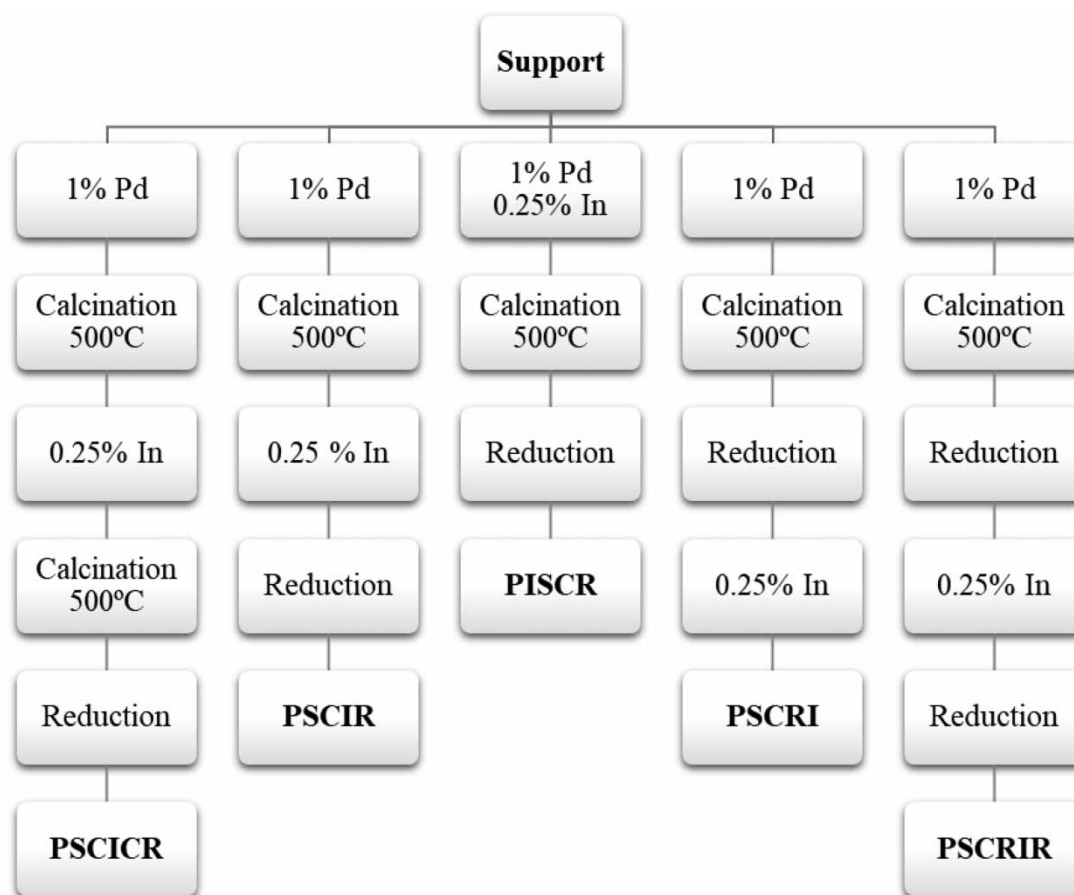 Support
1% Pd
1% Pd
1% Pd
0.25% In
1% Pd
1% Pd
Calcination
500ºC
Calcination
500ºC
Calcination
500ºC
Calcination
500ºC
Calcination
500ºC
0.25% In
0.25 % In
Reduction
Reduction
Reduction
Calcination
500ºC
Reduction
PISCR
0.25% In
0.25% In
Reduction
PSCIR
PSCRI
Reduction
PSCICR
PSCRIR